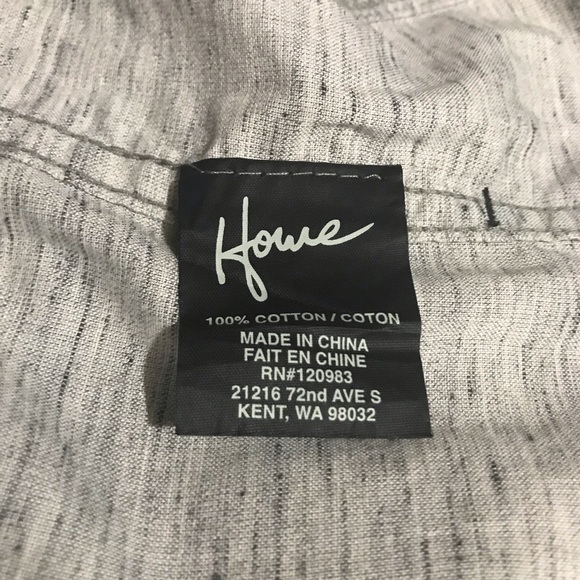 Howe
100% COTTON / COTON
MADE IN CHINA
FAIT EN CHINE
RN#120983
21216 72nd AVE S
KENT, WA 98032